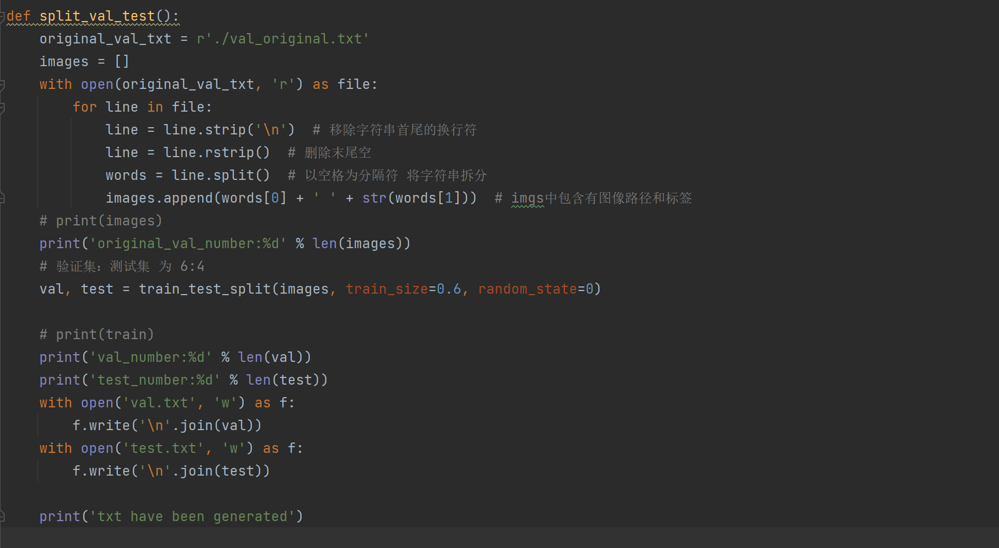 def split_val_test():
    original_val_txt = r'./val_original.txt'
    images = []
    with open(original_val_txt, 'r') as file:
        for line in file:
            line = line.strip('\n')  # 移除字符串首尾的换行符
            line = line.rstrip()  # 删除末尾空
            words = line.split()  # 以空格为分隔符 将字符串拆分
            images.append(words[0] + ' ' + str(words[1]))  # imgs中包含有图像路径和标签
    # print(images)
    print('original_val_number:%d' % len(images))
    # 验证集：测试集 为 6:4
    val, test = train_test_split(images, train_size=0.6, random_state=0)
    # print(train)
    print('val_number:%d' % len(val))
    print('test_number:%d' % len(test))
    with open('val.txt', 'w') as f:
        f.write('\n'.join(val))
    with open('test.txt', 'w') as f:
        f.write('\n'.join(test))
    print('txt have been generated')